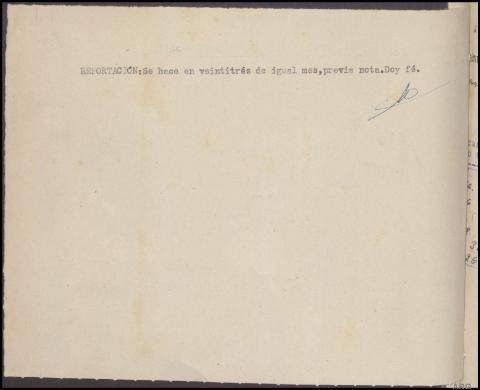 REPORTACION:Se hace en veintitrés de igual mes,previa nota.Doy fé.